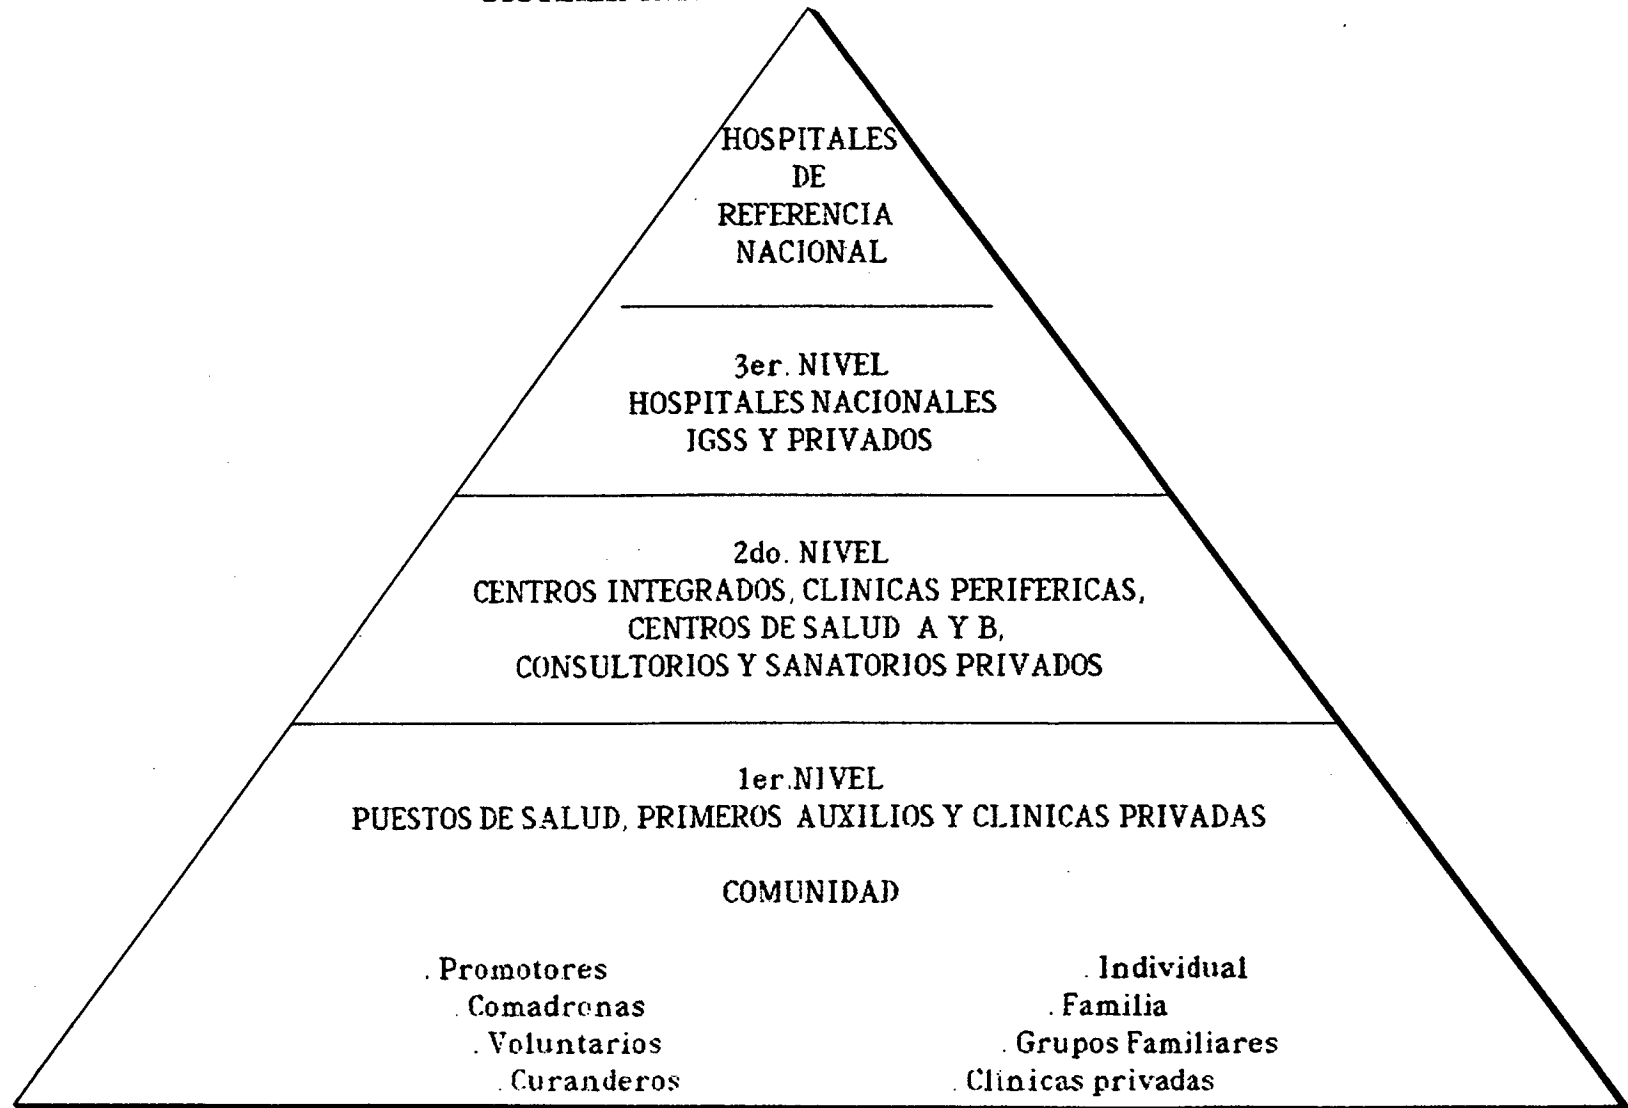 HOSPITALES
DE
REFERENCIA
NACIONAL
3er. NIVEL
HOSPITALES NACIONALES
IGSS Y PRIVADOS
2do. NIVEL
CENTROS INTEGRADOS, CLINICAS PERIFERICAS,
CENTROS DE SALUD A Y B,
CONSULTORIOS Y SANATORIOS PRIVADOS
1er.NIVEL
PUESTOS DE SALUD, PRIMEROS AUXILIOS Y CLINICAS PRIVADAS
COMUNIDAD
. Promotores . Individual
. Comadronas . Familia
. Voluntarios . Grupos Familiares
. Curanderos . Clinicas privadas